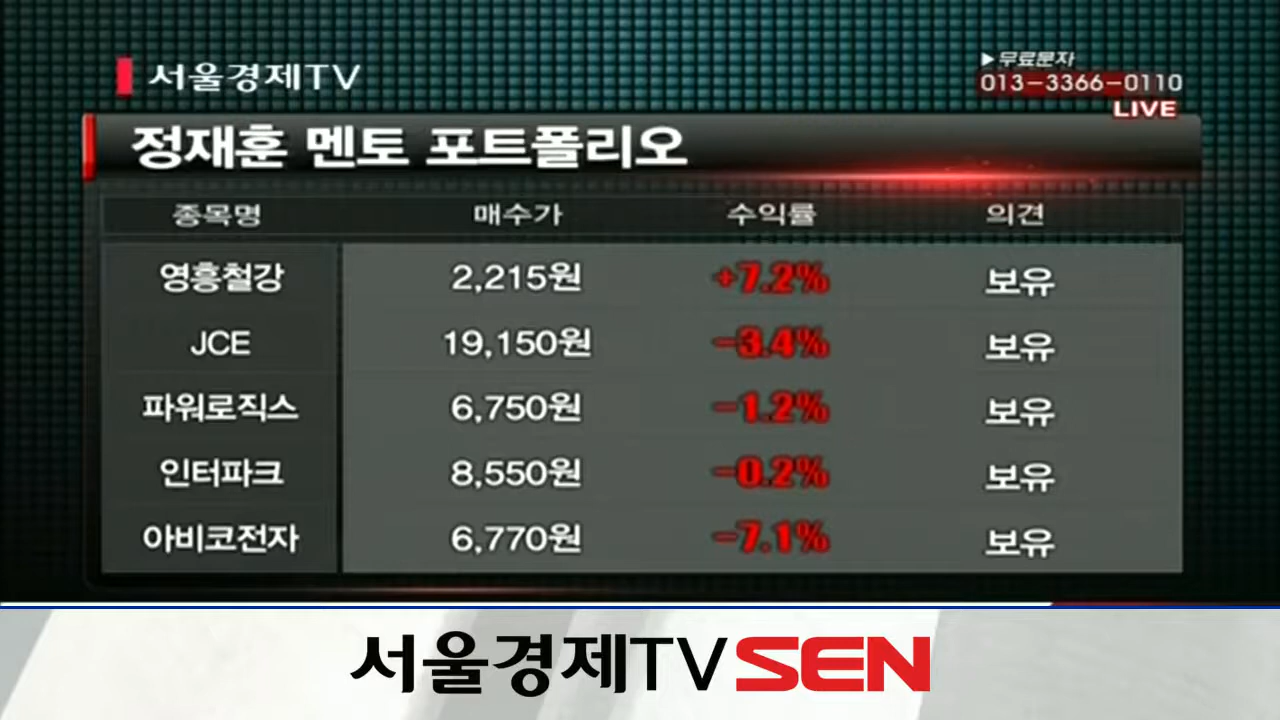 서울경제TV
▶무료문자
013-3366-0110
LIVE
정재훈 멘토 포트폴리오
종목명 매수가 수익률 의견
영흥철강 2,215원 +7.2% 보유
JCE 19,150원 -3.4% 보유
파워로직스 6,750원 -1.2% 보유
인터파크 8,550원 -0.2% 보유
아비코전자 6,770원 -7.1% 보유
서울경제TV SEN